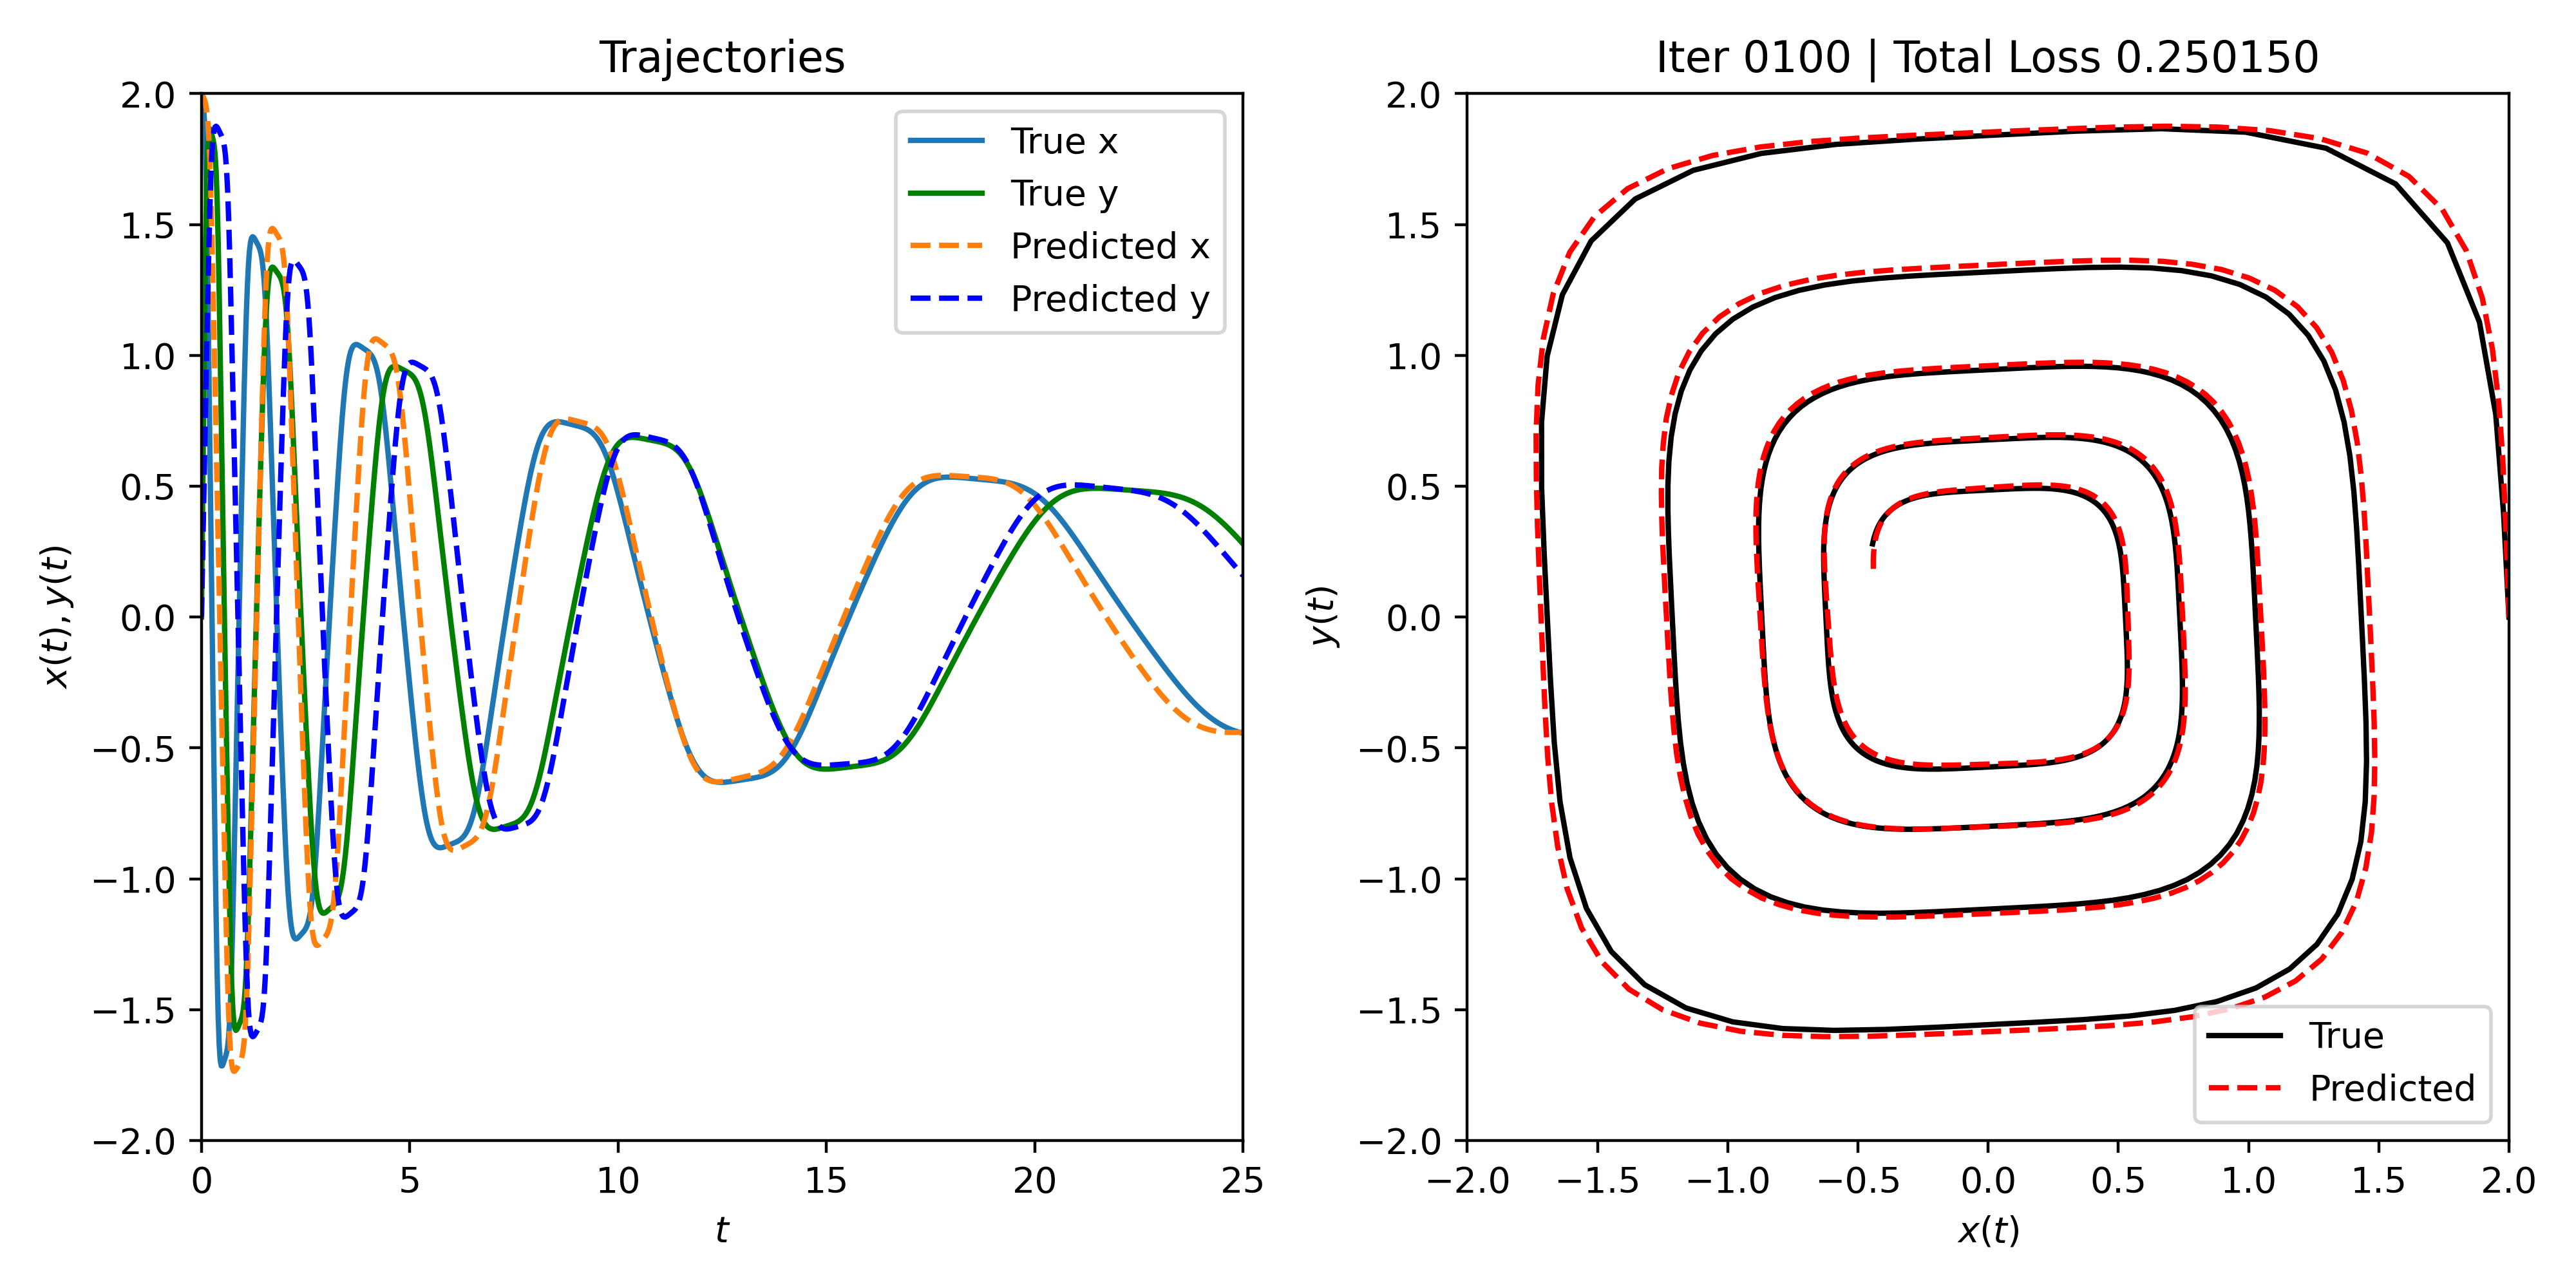 Trajectories
2.0
1.5
1.0
0.5
0.0
−0.5
−1.0
−1.5
−2.0
x(t), y(t)
0 5 10 15 20 25
t
True x
True y
Predicted x
Predicted y
Iter 0100 | Total Loss 0.250150
2.0
1.5
1.0
0.5
0.0
−0.5
−1.0
−1.5
−2.0
y(t)
−2.0 −1.5 −1.0 −0.5 0.0 0.5 1.0 1.5 2.0
x(t)
True
Predicted